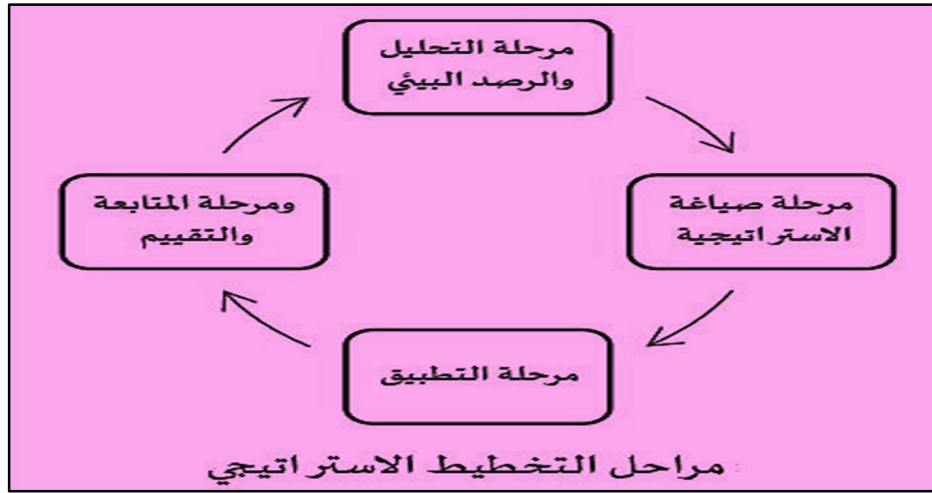 مرحلة التحليل
والرصد البيئي
مرحلة صياغة
الاستراتيجية
مرحلة التطبيق
ومرحلة المتابعة
والتقييم
مراحل التخطيط الاستراتيجي